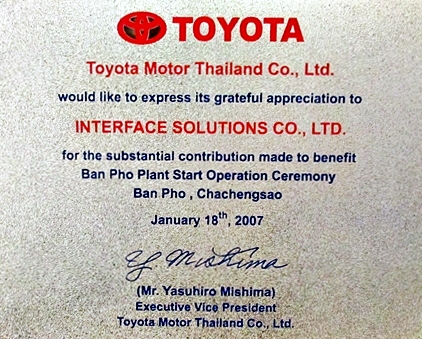 TOYOTA
Toyota Motor Thailand Co., Ltd.
would like to express its grateful appreciation to
INTERFACE SOLUTIONS CO., LTD.
for the substantial contribution made to benefit
Ban Pho Plant Start Operation Ceremony
Ban Pho , Chachengsao
January 18th, 2007
Y. Mishima
(Mr. Yasuhiro Mishima)
Executive Vice President
Toyota Motor Thailand Co., Ltd.